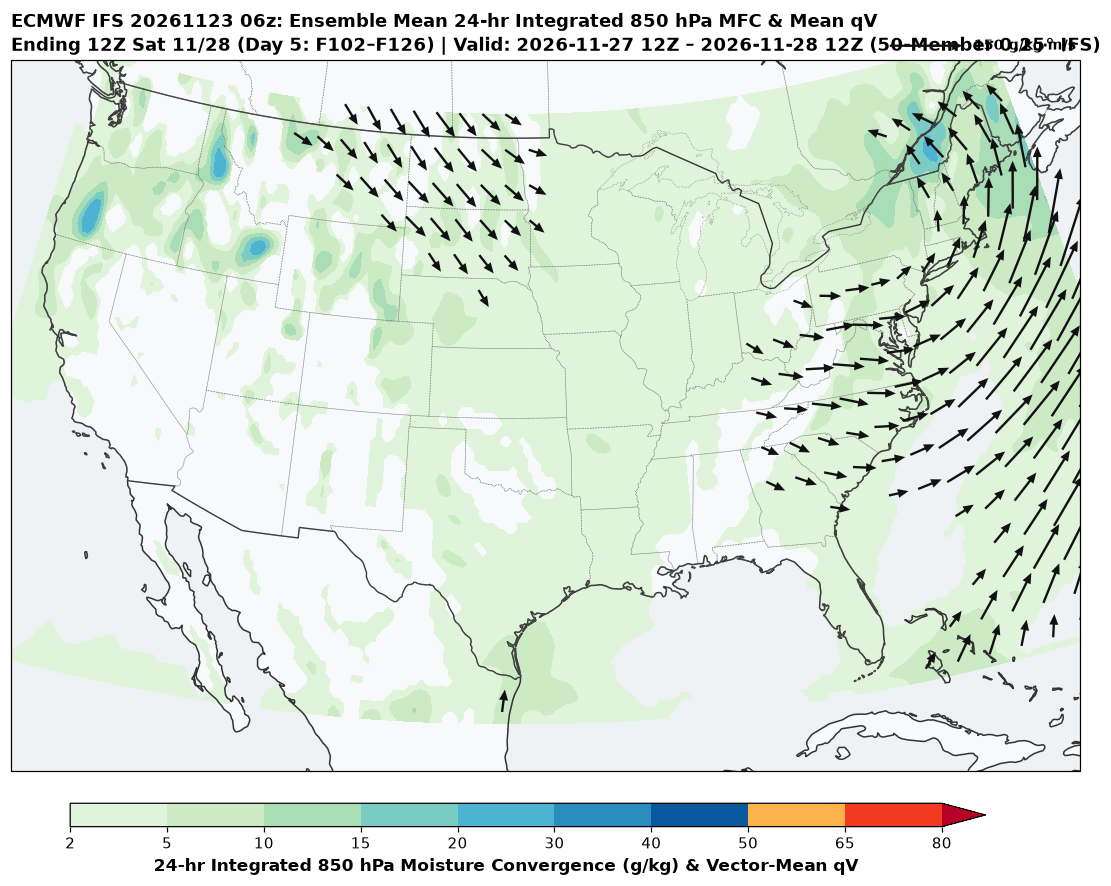 ECMWF IFS 20261123 06z: Ensemble Mean 24-hr Integrated 850 hPa MFC & Mean qV
Ending 12Z Sat 11/28 (Day 5: F102–F126) | Valid: 2026-11-27 12Z – 2026-11-28 12Z (50-Member 0.25° IFS)
2 5 10 15 20 30 40 50 65 80
24-hr Integrated 850 hPa Moisture Convergence (g/kg) & Vector-Mean qV